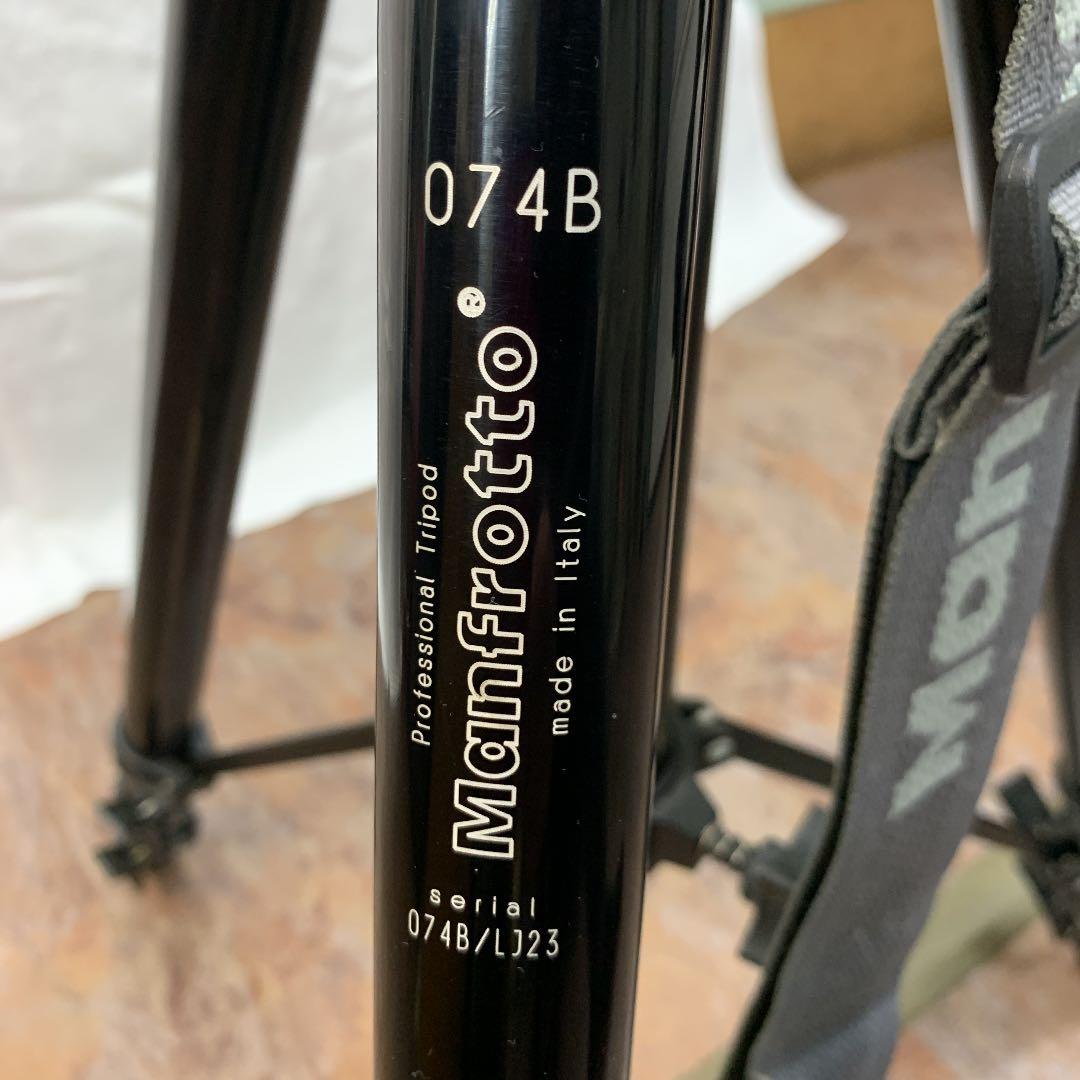 074B
Manfrotto®
Professional Tripod
made in Italy
serial
074B/LJ23
Man